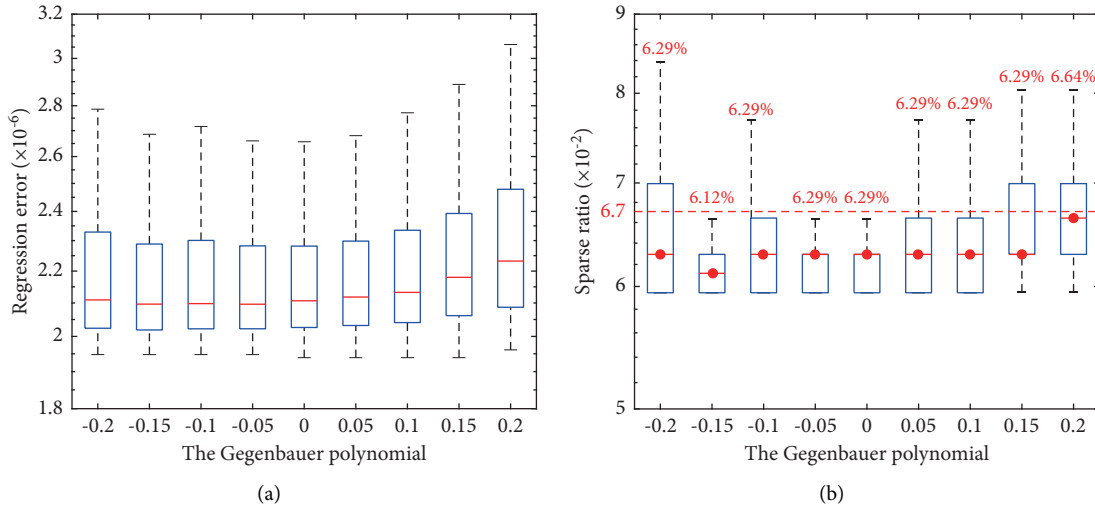 3.2
3
2.8
2.6
2.4
2.2
2
1.8
Regression error (×10-6)
-0.2 -0.15 -0.1 -0.05 0 0.05 0.1 0.15 0.2
The Gegenbauer polynomial
(a)
9
8
7
6.7
6
5
Sparse ratio (×10-2)
6.29%
6.12%
6.29%
6.29%
6.29%
6.29%
6.29%
6.29%
6.64%
-0.2 -0.15 -0.1 -0.05 0 0.05 0.1 0.15 0.2
The Gegenbauer polynomial
(b)